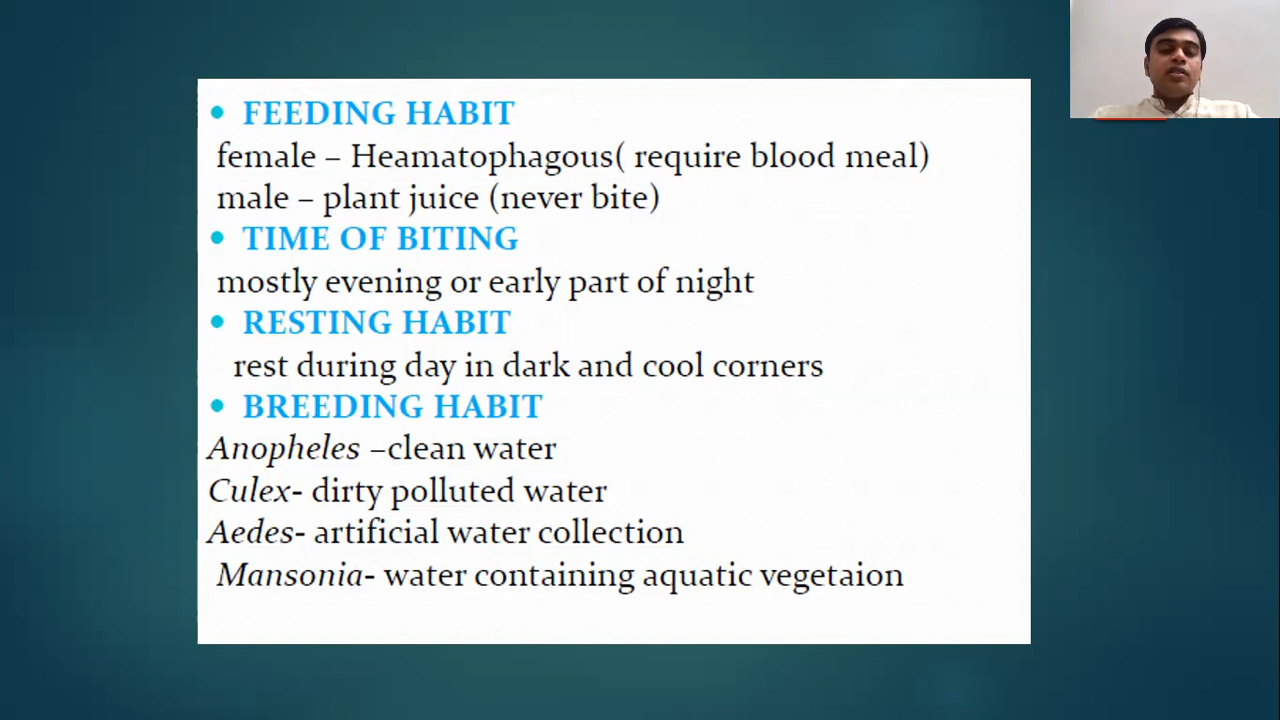 • FEEDING HABIT
female – Heamatophagous( require blood meal)
male – plant juice (never bite)
• TIME OF BITING
mostly evening or early part of night
• RESTING HABIT
rest during day in dark and cool corners
• BREEDING HABIT
Anopheles –clean water
Culex- dirty polluted water
Aedes- artificial water collection
Mansonia- water containing aquatic vegetaion